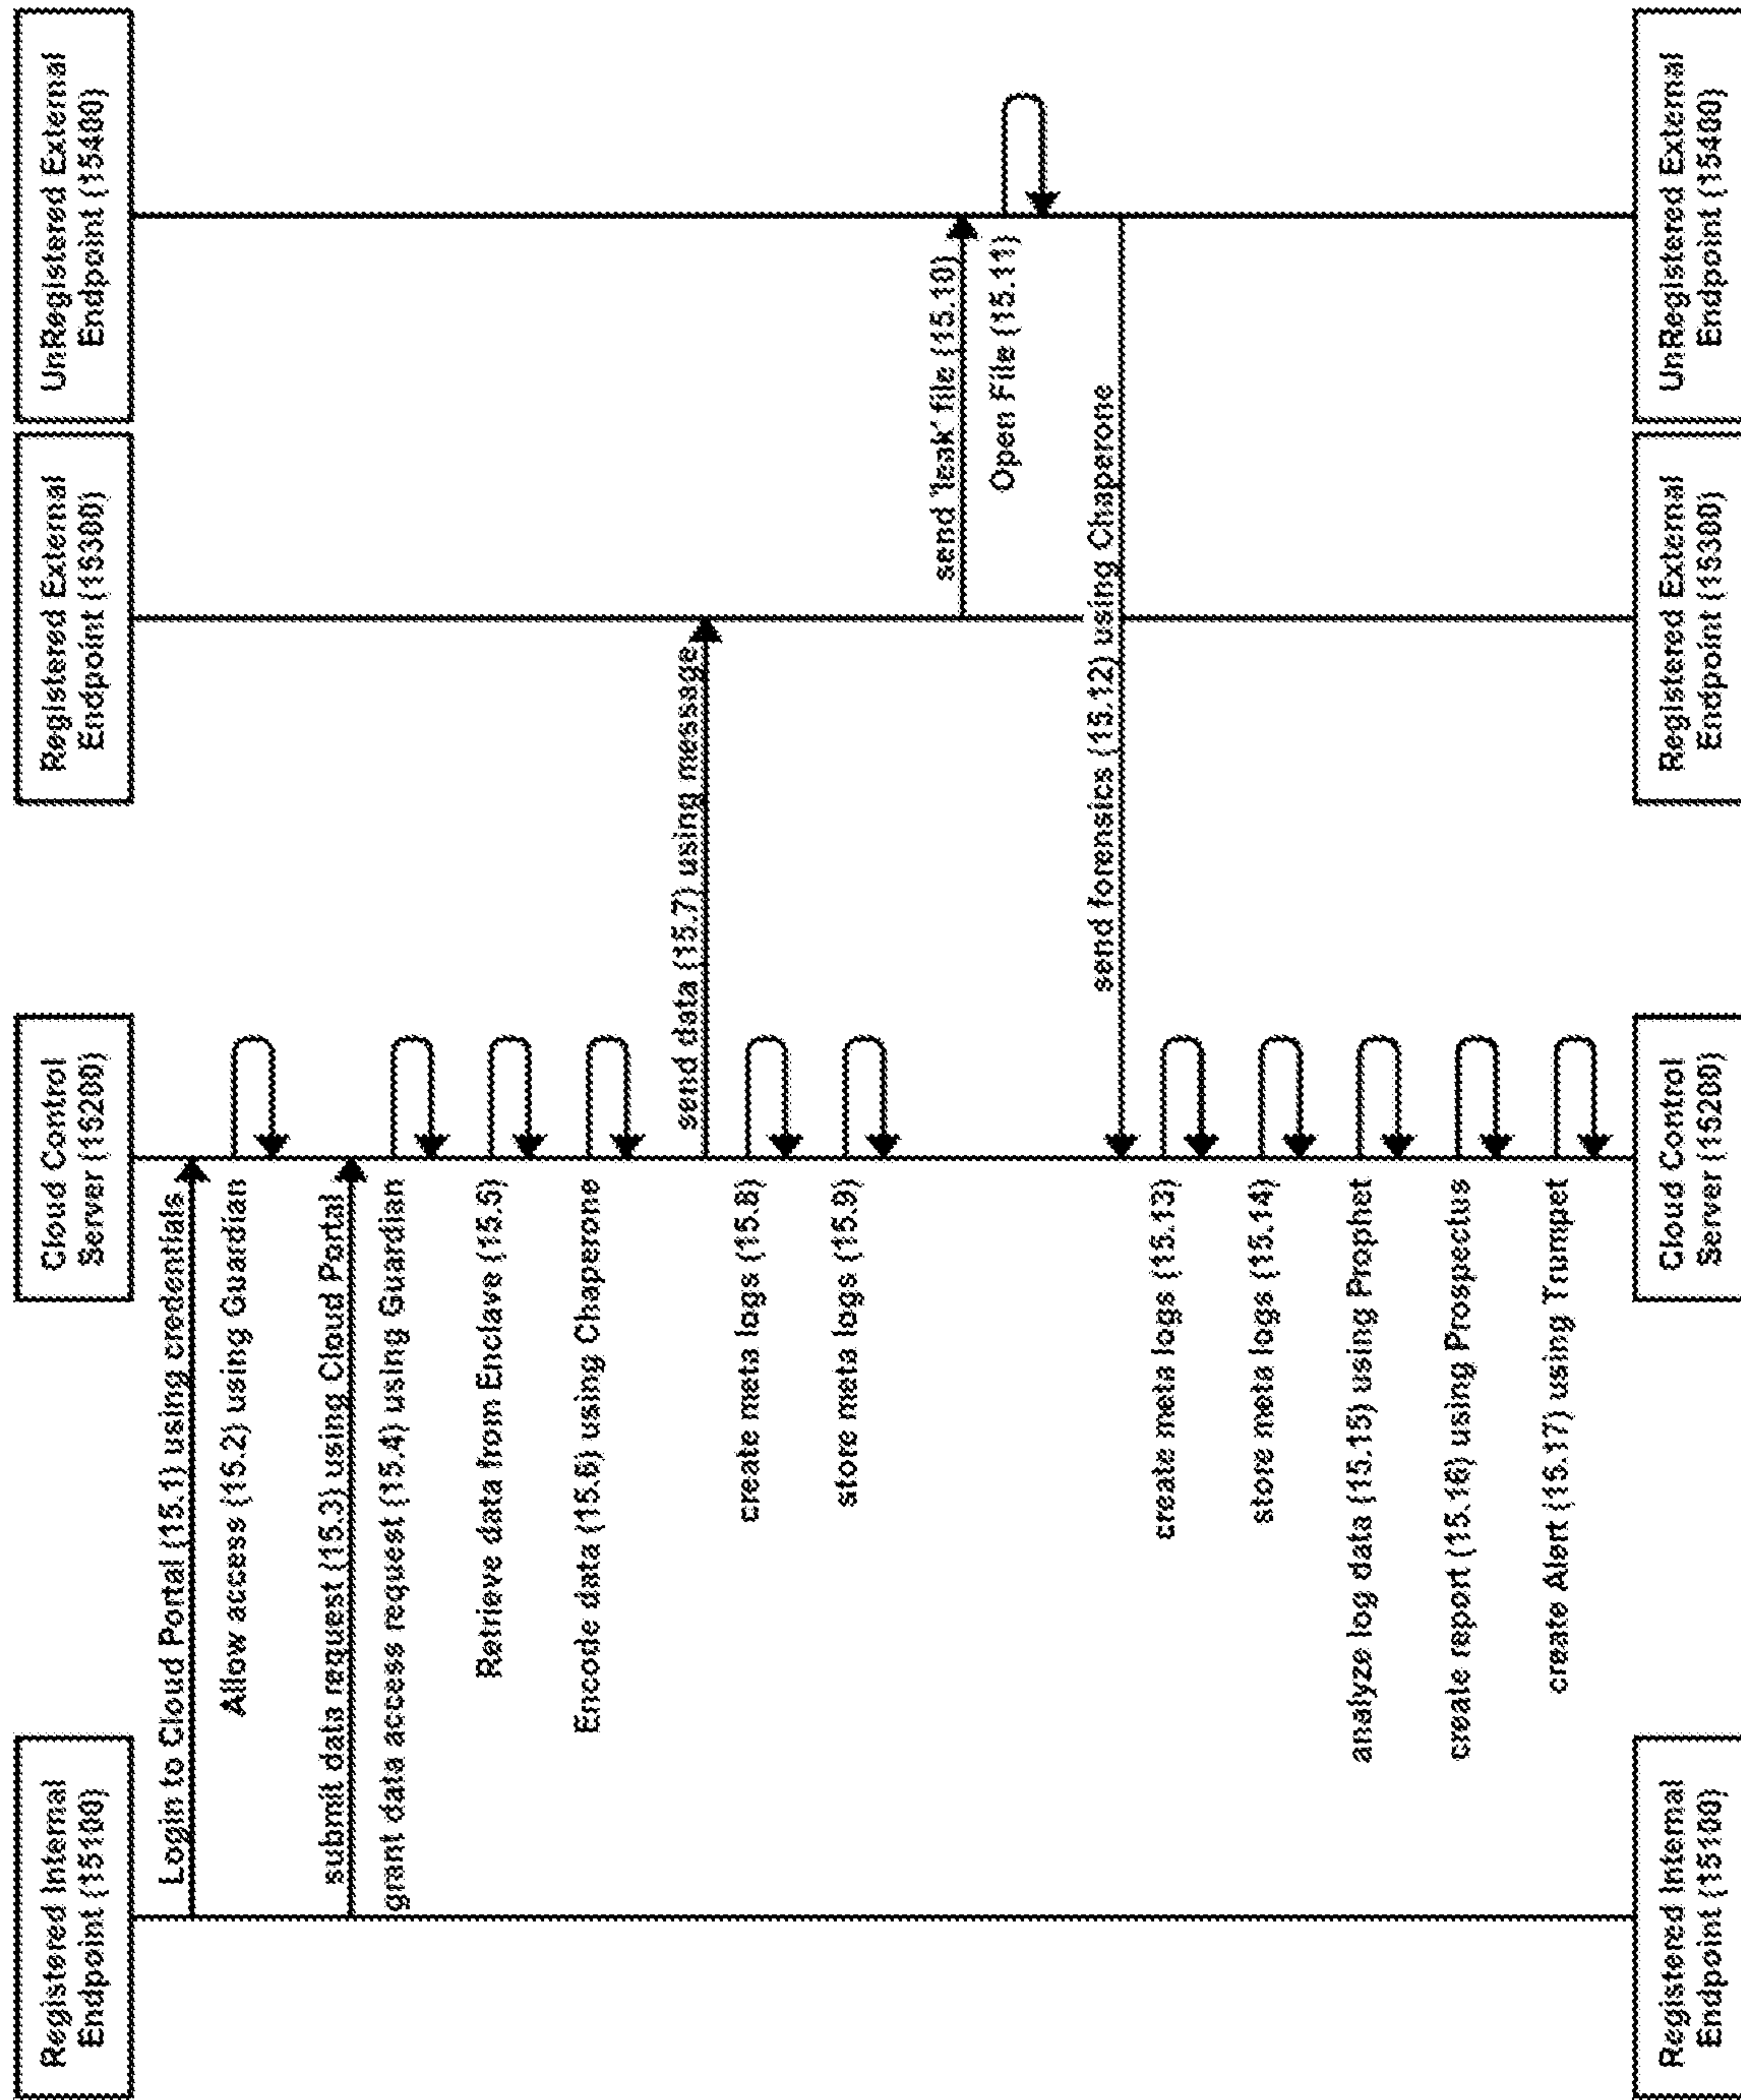 Registered Internal
Endpoint (15100)
Cloud Control
Server (15200)
Registered External
Endpoint (15300)
UnRegistered External
Endpoint (15400)
Login to Cloud Portal (15.1) using credentials
Allow access (15.2) using Guardian
submit data request (15.3) using Cloud Portal
grant data access request (15.4) using Guardian
Retrieve data from Enclave (15.5)
Encode data (15.6) using Chaperone
send data (15.7) using message
create meta logs (15.8)
store meta logs (15.9)
send 'leak' file (15.10)
Open File (15.11)
send forensics (15.12) using Chaperone
create meta logs (15.13)
store meta logs (15.14)
analyze log data (15.15) using Prophet
create report (15.16) using Prospectus
create Alert (15.17) using Trumpet
Registered Internal
Endpoint (15100)
Cloud Control
Server (15200)
Registered External
Endpoint (15300)
UnRegistered External
Endpoint (15400)